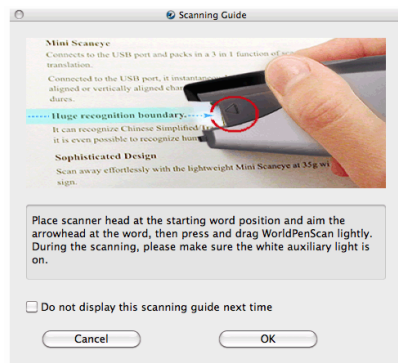 Scanning Guide
Mini Scaneye
Connects to the USB port and packs in a 3 in 1 function of
translation.
Connected to the USB port, it
aligned or vertically aligned
dures.
Huge recognition boundary.
It can recognize Chinese Simplified/
it is even possible to recognize
Sophisticated Design
Scan away effortlessly with the lightweight Mini Scaneye at 35g
sign.
Place scanner head at the starting word position and aim the
arrowhead at the word, then press and drag WorldPenScan lightly.
During the scanning, please make sure the white auxiliary light is
on.
Do not display this scanning guide next time
Cancel
OK